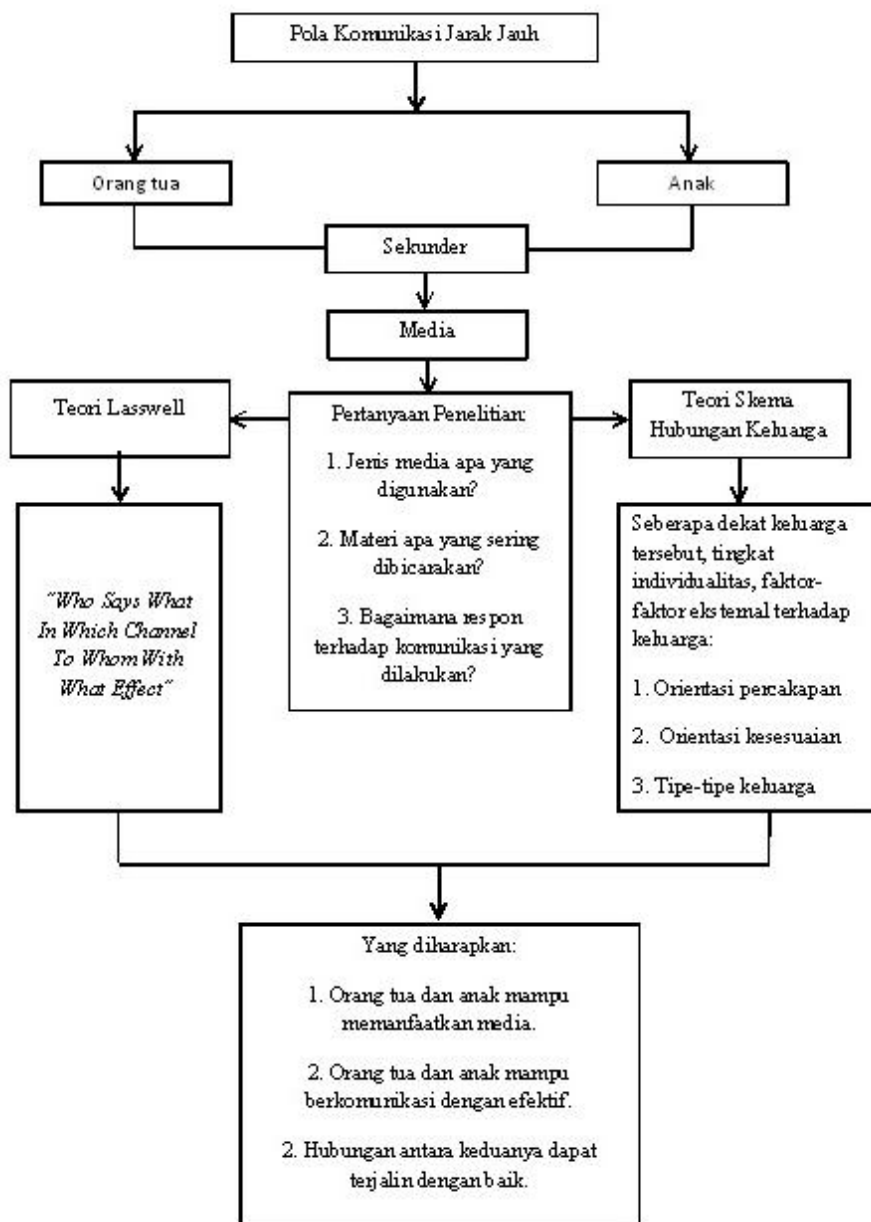 Pola Komunikasi Jarak Jauh
Orang tua
Anak
Sekunder
Media
Teori Lasswell
Pertanyaan Penelitian:
1. Jenis media apa yang
digunakan?
2. Materi apa yang sering
dibicarakan?
3. Bagaimana respon
terhadap komunikasi yang
dilakukan?
Teori Skema
Hubungan Keluarga
"Who Says What
In Which Channel
To Whom With
What Effect"
Seberapa dekat keluarga
tersebut, tingkat
individualitas, faktor-
faktor eksternal terhadap
keluarga:
1. Orientasi percakapan
2. Orientasi kesesuaian
3. Tipe-tipe keluarga
Yang diharapkan:
1. Orang tua dan anak mampu
memanfaatkan media.
2. Orang tua dan anak mampu
berkomunikasi dengan efektif.
2. Hubungan antara keduanya dapat
terjalin dengan baik.